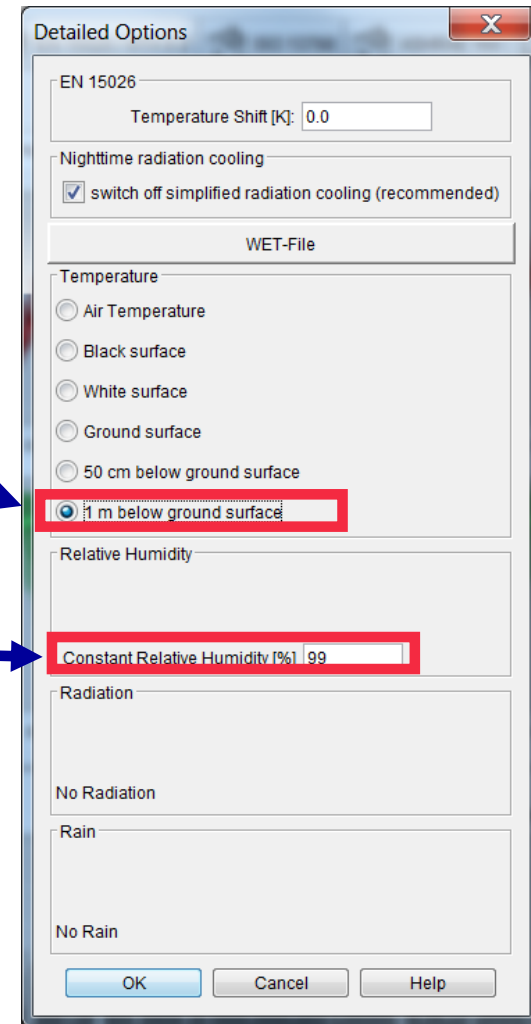 Detailed Options
X
EN 15026
Temperature Shift [K]: 0.0
Nighttime radiation cooling
switch off simplified radiation cooling (recommended)
WET-File
Temperature
Air Temperature
Black surface
White surface
Ground surface
50 cm below ground surface
1 m below ground surface
Relative Humidity
Constant Relative Humidity [%] 99
Radiation
No Radiation
Rain
No Rain
OK Cancel Help